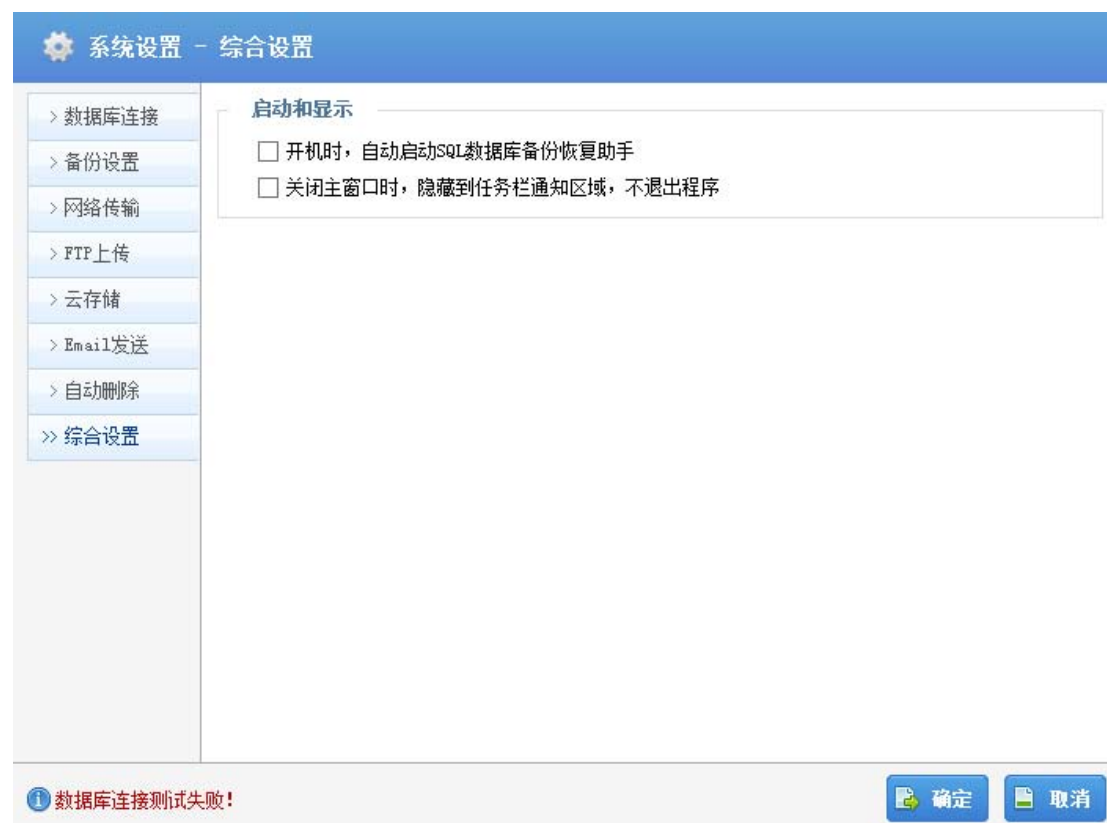 系统设置 - 综合设置
> 数据库连接
> 备份设置
> 网络传输
> FTP上传
> 云存储
> Email发送
> 自动删除
>> 综合设置
启动和显示
开机时，自动启动SQL数据库备份恢复助手
关闭主窗口时，隐藏到任务栏通知区域，不退出程序
数据库连接测试失败!
确定
取消